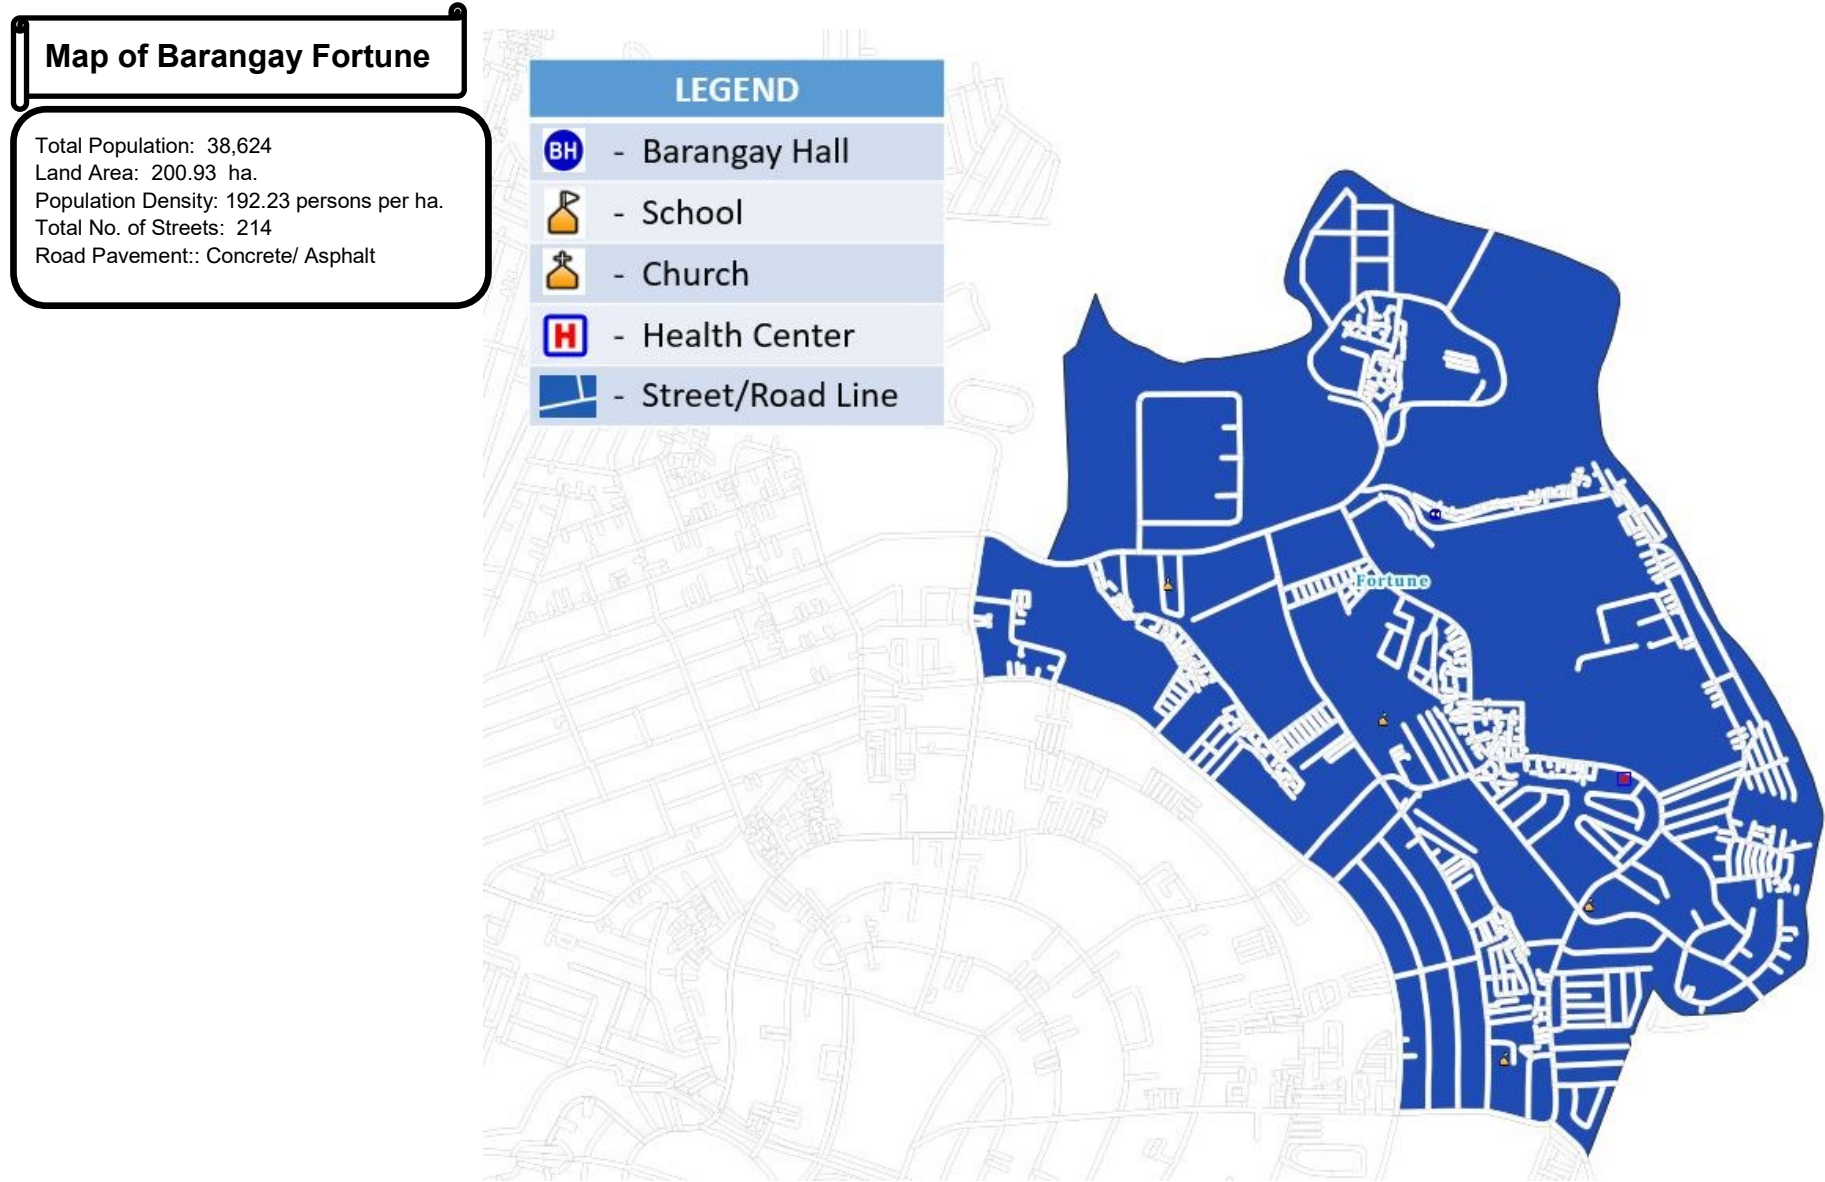 Map of Barangay Fortune
Total Population: 38,624
Land Area: 200.93 ha.
Population Density: 192.23 persons per ha.
Total No. of Streets: 214
Road Pavement:: Concrete/ Asphalt
LEGEND
BH - Barangay Hall
- School
- Church
H - Health Center
- Street/Road Line
Fortune